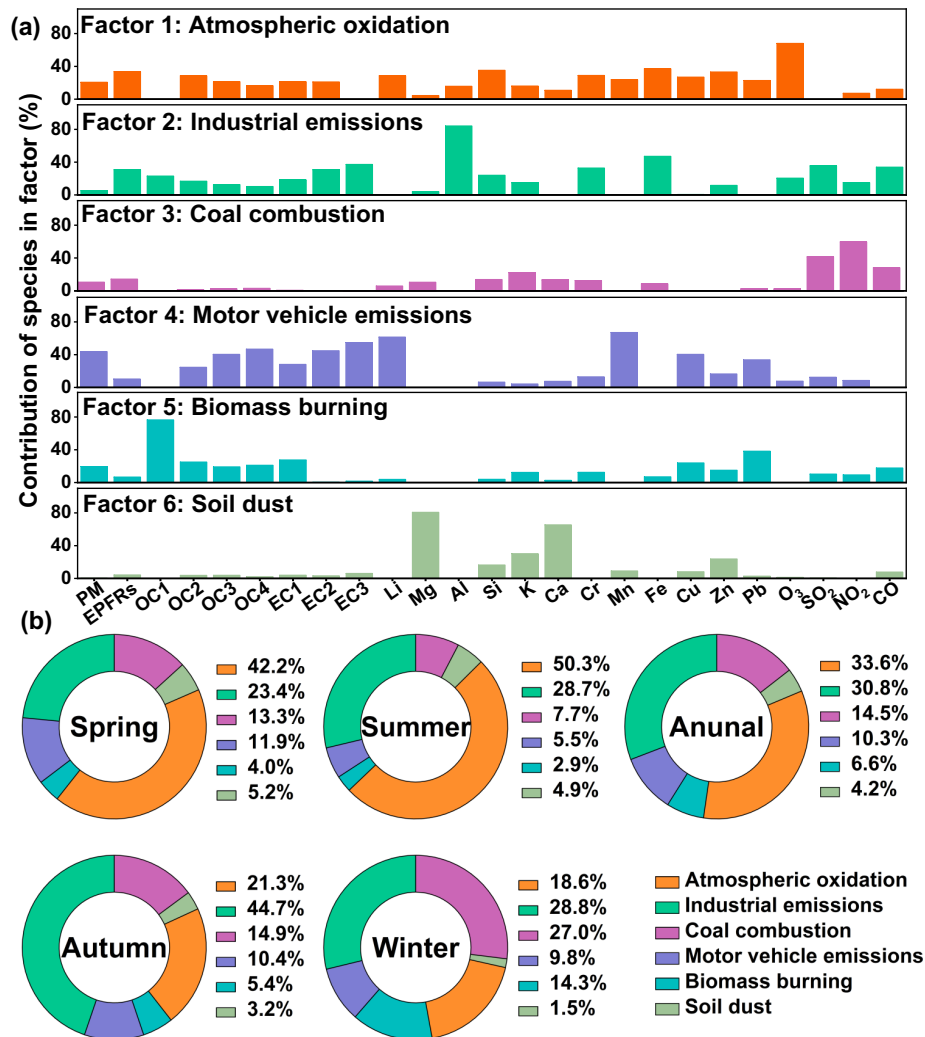 (a)
Contribution of species in factor (%)
Factor 1: Atmospheric oxidation
80
40
0
Factor 2: Industrial emissions
80
40
0
Factor 3: Coal combustion
80
40
0
Factor 4: Motor vehicle emissions
80
40
0
Factor 5: Biomass burning
80
40
0
Factor 6: Soil dust
80
40
0
PM EPFRs OC1 OC2 OC3 OC4 EC1 EC2 EC3 Li Mg Al Si K Ca Cr Mn Fe Cu Zn Pb O3 SO2 NO2 CO
(b)
Spring
42.2%
23.4%
13.3%
11.9%
4.0%
5.2%
Summer
50.3%
28.7%
7.7%
5.5%
2.9%
4.9%
Anunal
33.6%
30.8%
14.5%
10.3%
6.6%
4.2%
Autumn
21.3%
44.7%
14.9%
10.4%
5.4%
3.2%
Winter
18.6%
28.8%
27.0%
9.8%
14.3%
1.5%
Atmospheric oxidation
Industrial emissions
Coal combustion
Motor vehicle emissions
Biomass burning
Soil dust